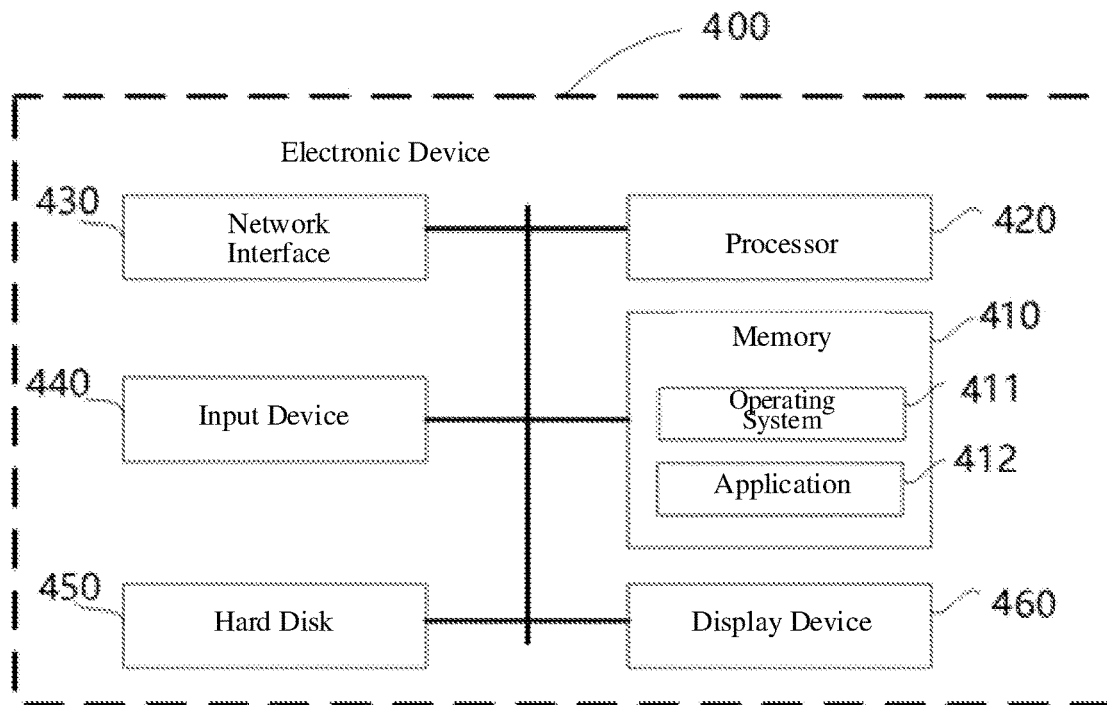 400
Electronic Device
430
Network
Interface
Processor
420
Memory
410
440
Input Device
Operating
System
411
Application
412
450
Hard Disk
Display Device
460